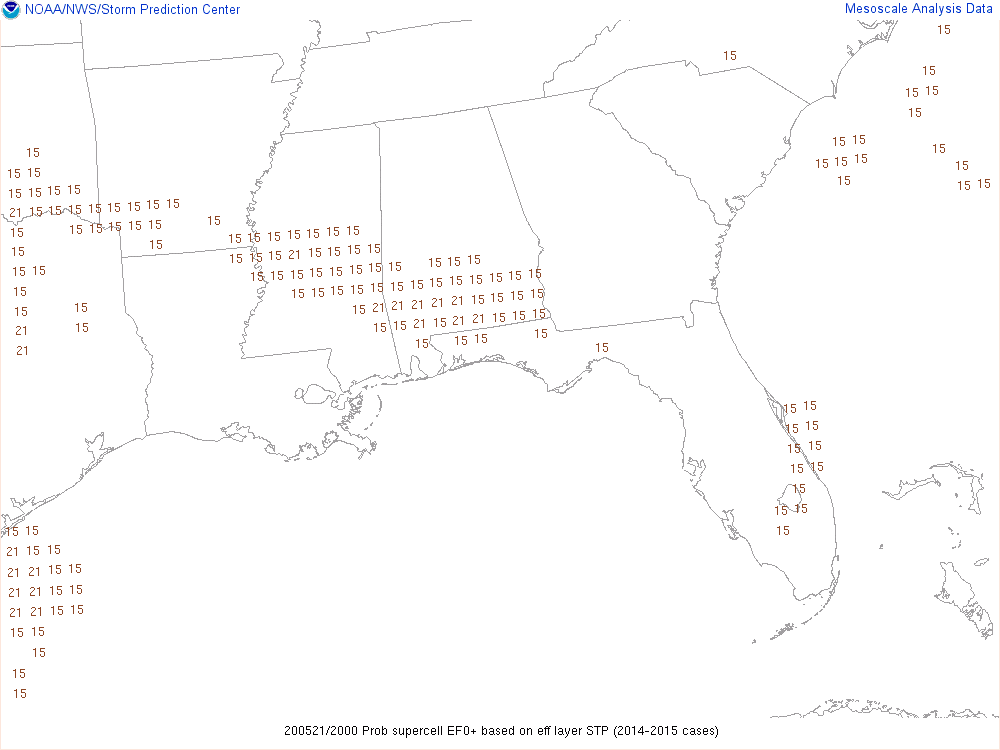 NOAA/NWS/Storm Prediction Center
Mesoscale Analysis Data
15
15
15
15 15
15
15 15
15
15
15 15
15 15 15
15
15 15
15
15 15
15 15 15 15
21 15 15 15 15 15 15 15 15
15
15 15 15 15 15 15
15 15 15 15 15 15 15
15
15 15 15 21 15 15 15 15
15
15 15 15
15 15 15 15 15 15 15 15
15 15
15 15 15 15 15 15 15 15 15 15 15 15 15
15
15 21 21 21 21 21 15 15 15 15
15 15
15 15 21 15 21 21 15 15 15
21 15
15 15 15 15
15
21
15 15
15 15
15 15
15 15
15
15 15
15
15 15
21 15 15
21 21 15 15
21 21 15 15
21 21 15 15
15 15
15
15
15
200521/2000 Prob supercell EF0+ based on eff layer STP (2014-2015 cases)